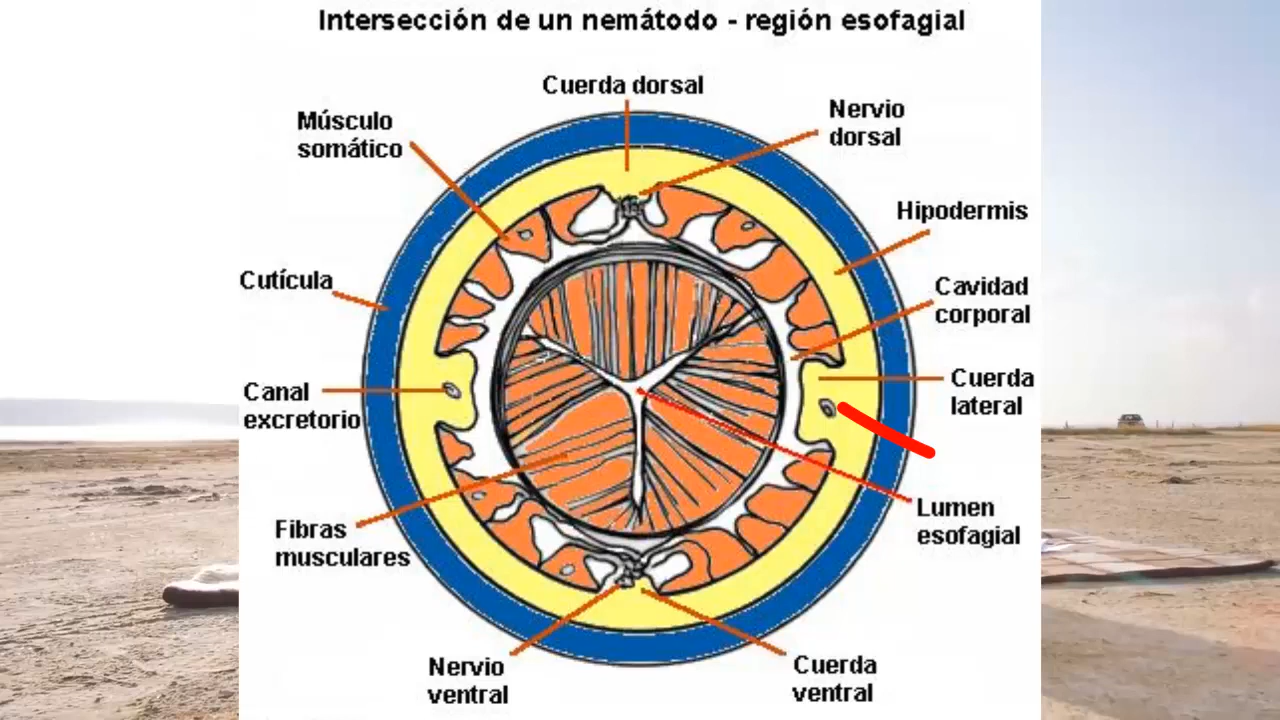 Intersección de un nemátodo - región esofagial
Cuerda dorsal
Nervio
dorsal
Músculo
somático
Hipodermis
Cutícula
Cavidad
corporal
Canal
excretorio
Cuerda
lateral
Fibras
musculares
Lumen
esofagial
Nervio
ventral
Cuerda
ventral